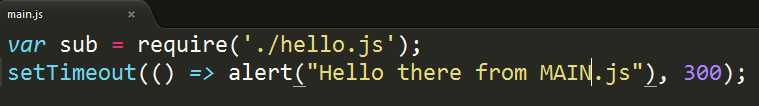 main.js ×
var sub = require('./hello.js');
setTimeout(() => alert("Hello there from MAIN.js"), 300);